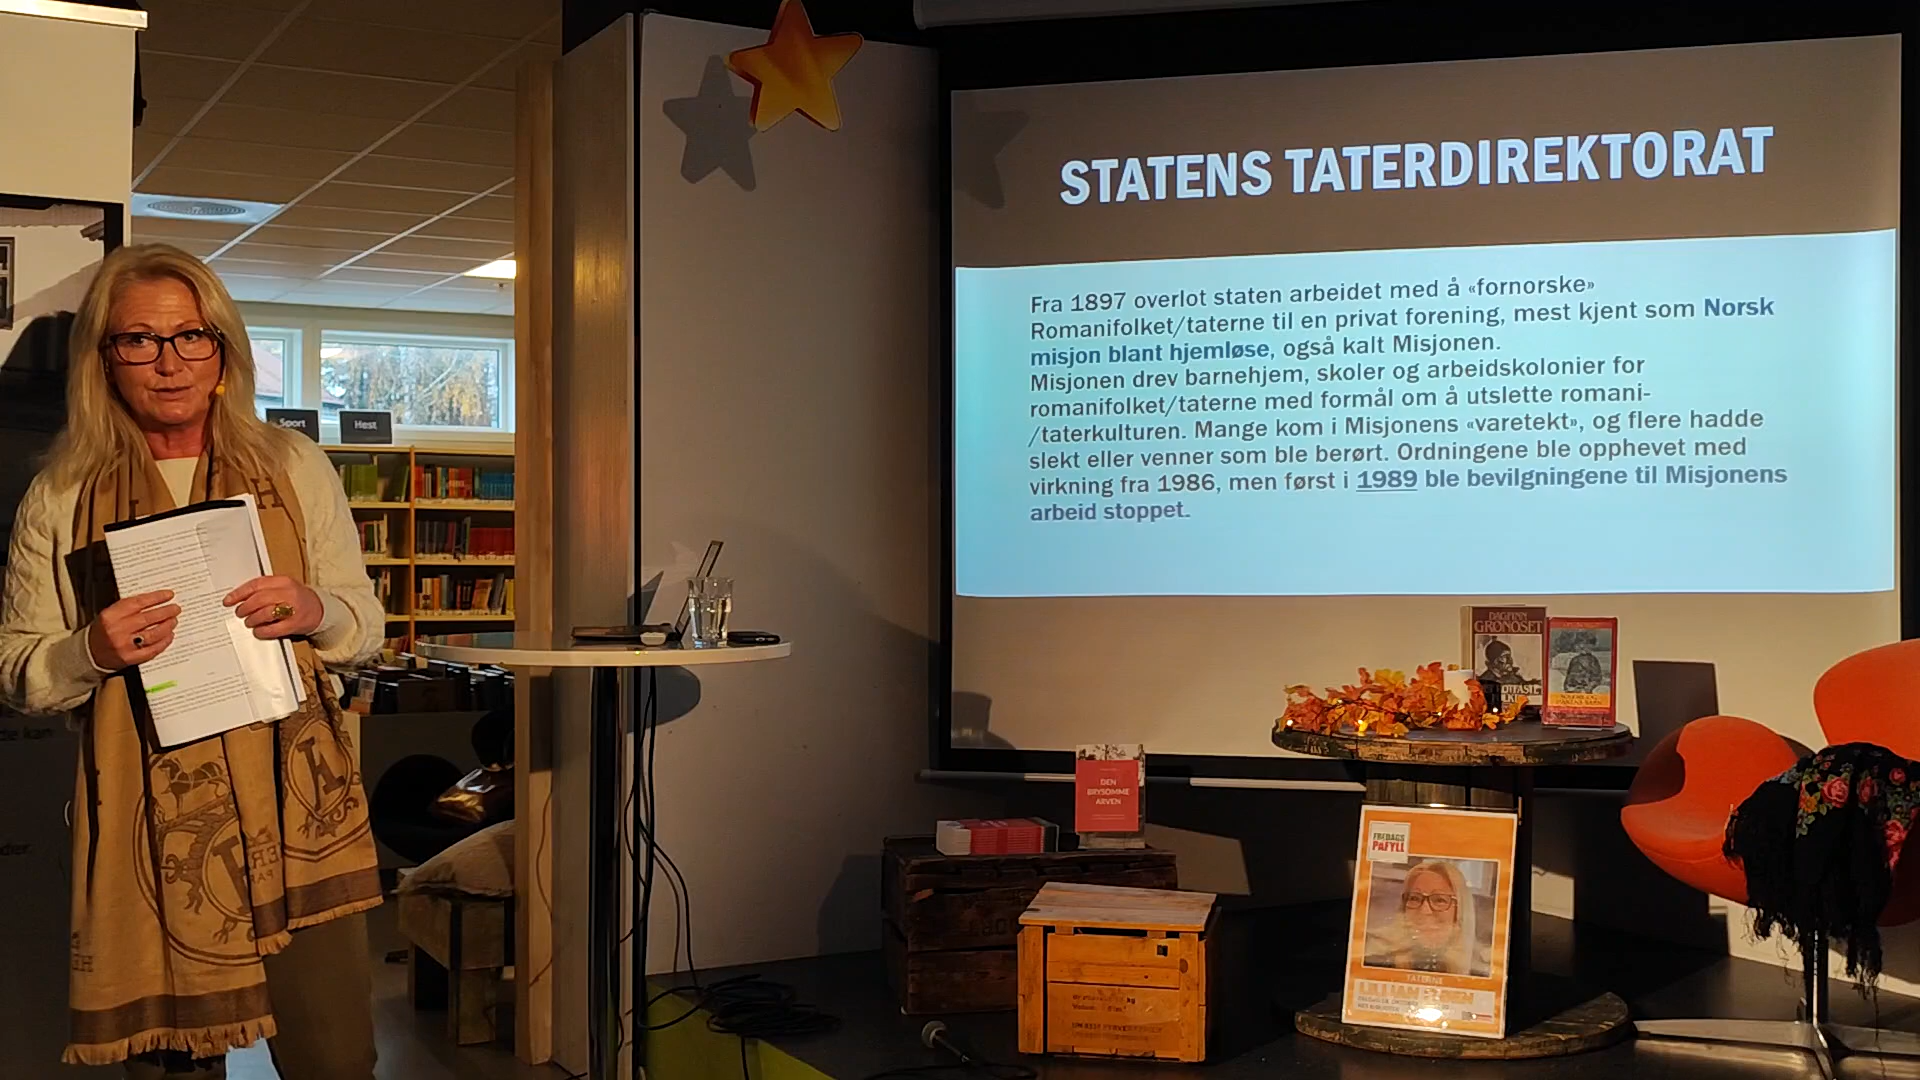 STATENS TATERDIREKTORAT
Fra 1897 overlot staten arbeidet med å «fornorske»
Romanifolket/taterne til en privat forening, mest kjent som Norsk
misjon blant hjemløse, også kalt Misjonen.
Misjonen drev barnehjem, skoler og arbeidskolonier for
romanifolket/taterne med formål om å utslette romani-
/taterkulturen. Mange kom i Misjonens «varetekt», og flere hadde
slekt eller venner som ble berørt. Ordningene ble opphevet med
virkning fra 1986, men først i 1989 ble bevilgningene til Misjonens
arbeid stoppet.
Sport
Hest
DAGFINN
GRØNOSET
DEN
BRYSOMME
ARVEN
FREDAGS
PÅFYLL
TATERNE
LILLIAN
kg